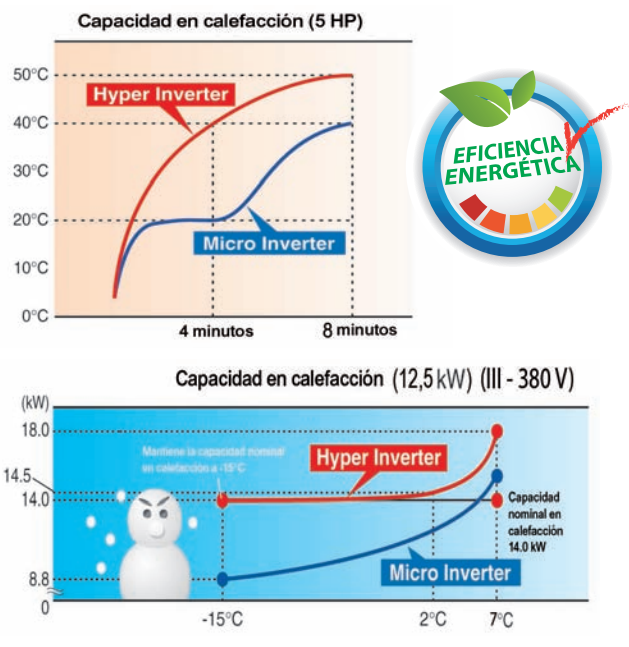 Capacidad en calefacción (5 HP)
50°C
Hyper Inverter
40°C
30°C
20°C
Micro Inverter
10°C
0°C
4 minutos
8 minutos
EFICIENCIA
ENERGÉTICA
Capacidad en calefacción (12,5 kW) (III - 380 V)
(kW)
18.0
Mantiene la capacidad nominal
en calefacción a -15°C
Hyper Inverter
14.5
14.0
Capacidad
nominal en
calefacción
14.0 kW
Micro Inverter
8.8
0
-15°C
2°C
7°C